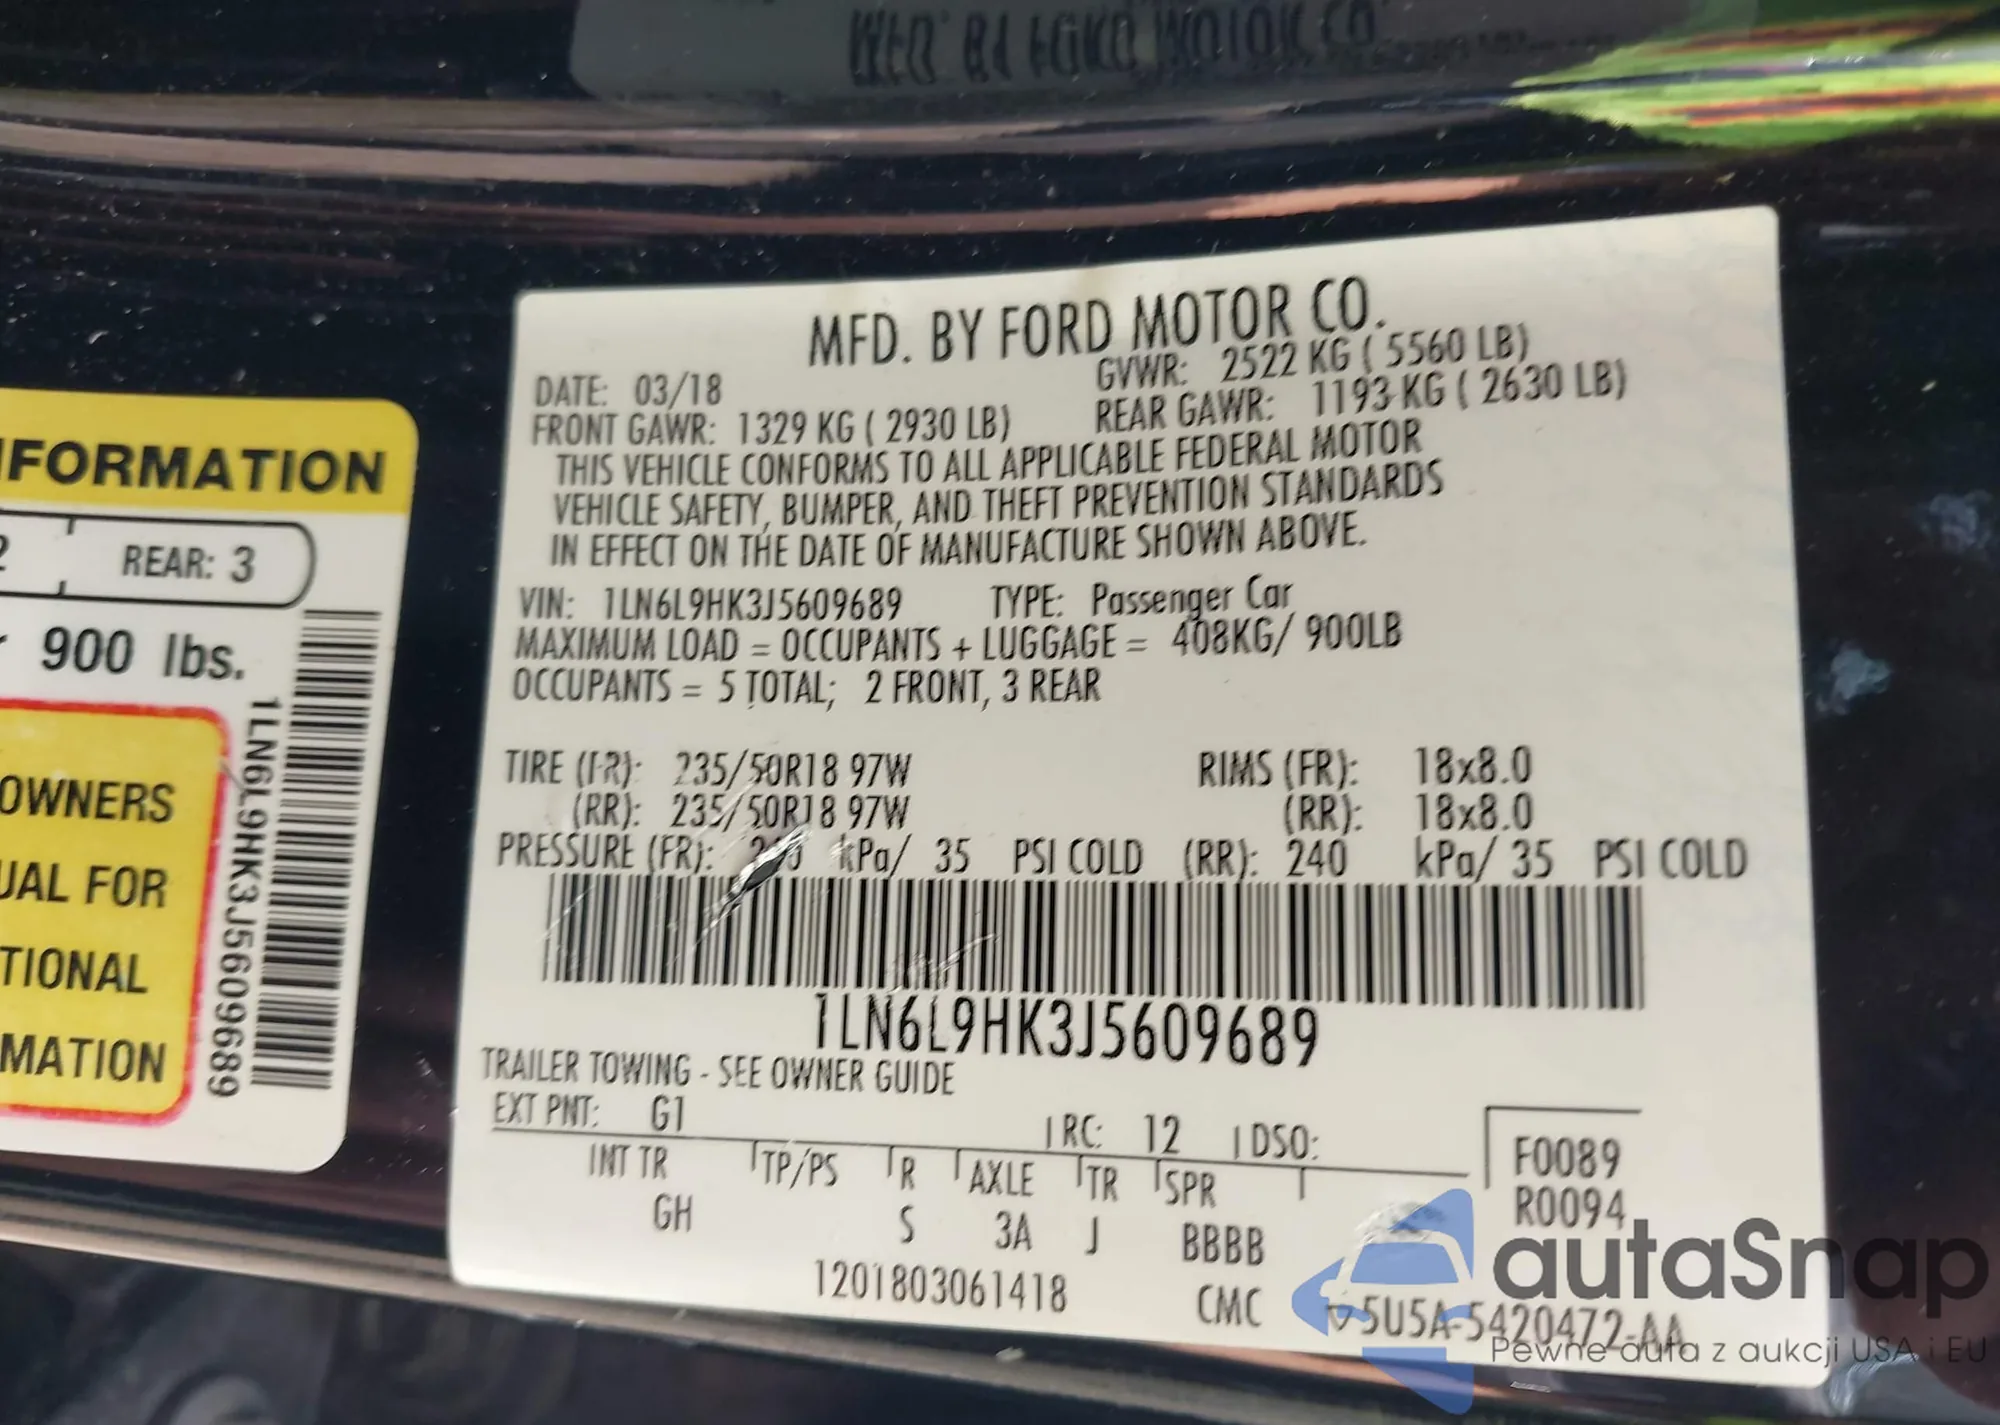 MFD. BY FORD MOTOR CO.
DATE: 03/18 GVWR: 2522 KG ( 5560 LB)
FRONT GAWR: 1329 KG ( 2930 LB) REAR GAWR: 1193 KG ( 2630 LB)
THIS VEHICLE CONFORMS TO ALL APPLICABLE FEDERAL MOTOR
VEHICLE SAFETY, BUMPER, AND THEFT PREVENTION STANDARDS
IN EFFECT ON THE DATE OF MANUFACTURE SHOWN ABOVE.
VIN: 1LN6L9HK3J5609689 TYPE: Passenger Car
MAXIMUM LOAD = OCCUPANTS + LUGGAGE = 408KG/ 900LB
OCCUPANTS = 5 TOTAL; 2 FRONT, 3 REAR
TIRE (FR): 235/50R18 97W RIMS (FR): 18x8.0
(RR): 235/50R18 97W (RR): 18x8.0
PRESSURE (FR): kPa/ 35 PSI COLD (RR): 240 kPa/ 35 PSI COLD
1LN6L9HK3J5609689
TRAILER TOWING - SEE OWNER GUIDE
EXT PNT: G1 RC: 12 DSO:
INT TR TP/PS R AXLE TR SPR
GH S 3A J BBBB
1201803061418 CMC
F0089
R0094
5U5A-5420472-AA
FORMATION
2 REAR: 3
900 lbs.
OWNERS
UAL FOR
TIONAL
MATION
1LN6L9HK3J5609689
autaSnap
Pewne auta z aukcji USA i EU